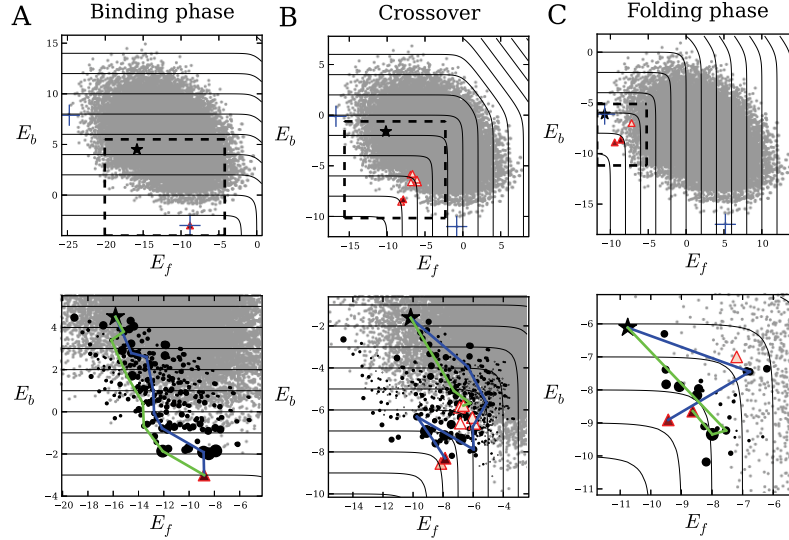 A Binding phase
B Crossover
C Folding phase
15
10
5
0
E_b
−25 −20 −15 −10 −5 0
E_f
5
0
−5
−10
E_b
−15 −10 −5 0 5
E_f
0
−5
−10
−15
E_b
−10 −5 0 5 10
E_f
4
2
0
−2
−4
E_b
−20 −18 −16 −14 −12 −10 −8 −6
E_f
−2
−4
−6
−8
−10
E_b
−14 −12 −10 −8 −6 −4
E_f
−6
−7
−8
−9
−10
−11
E_b
−11 −10 −9 −8 −7 −6
E_f